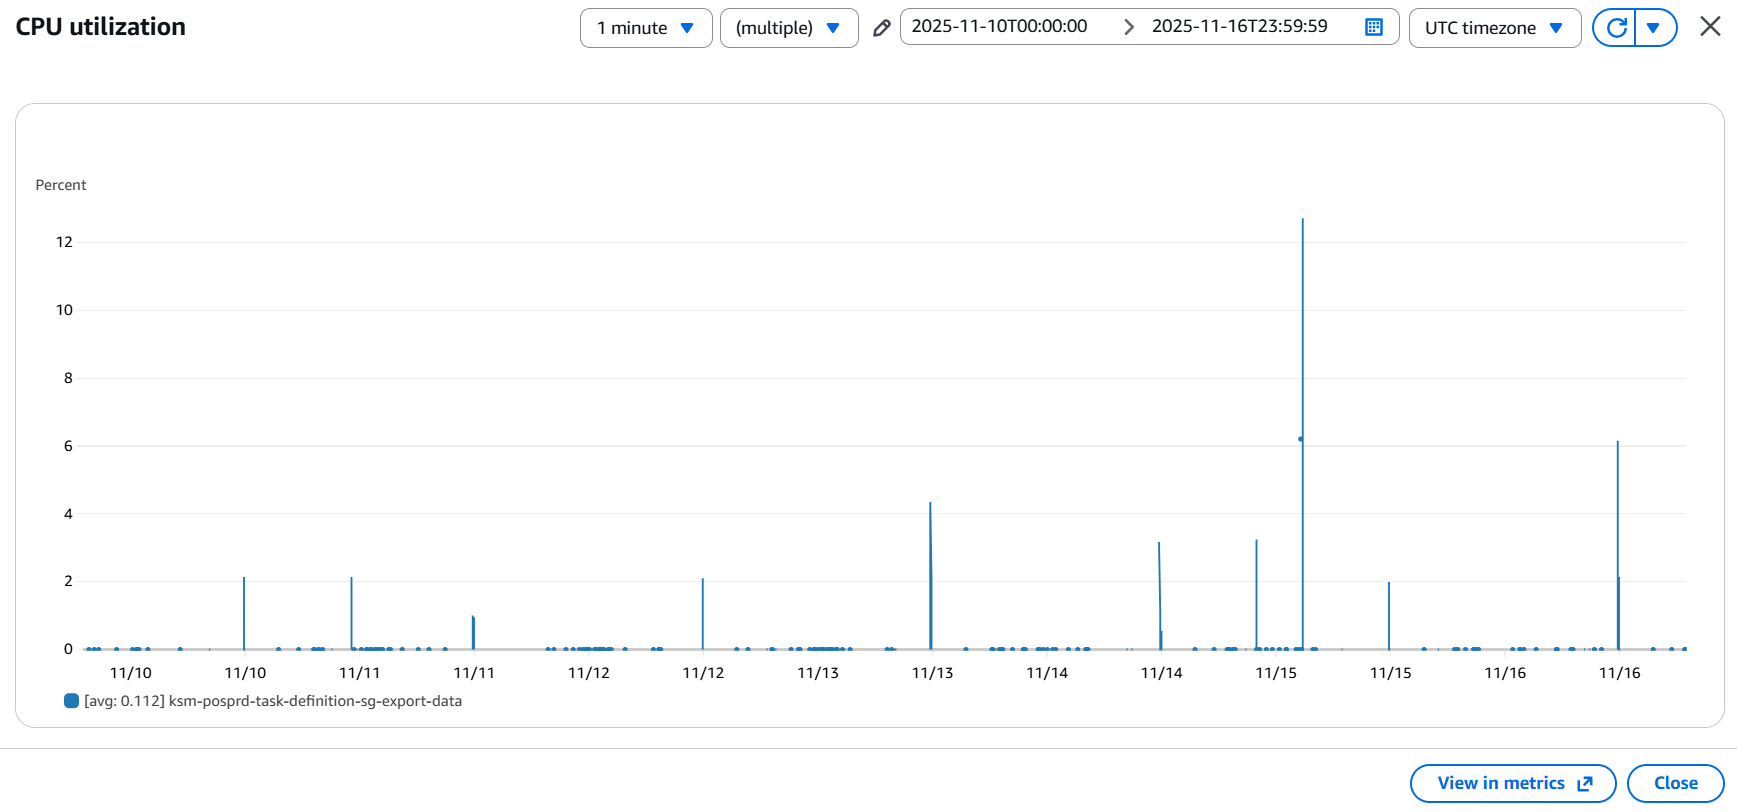 CPU utilization
1 minute
(multiple)
2025-11-10T00:00:00
2025-11-16T23:59:59
UTC timezone
Percent
12
10
8
6
4
2
0
11/10 11/10 11/11 11/11 11/12 11/12 11/13 11/13 11/14 11/14 11/15 11/15 11/16 11/16
[avg: 0.112] ksm-posprd-task-definition-sg-export-data
View in metrics
Close